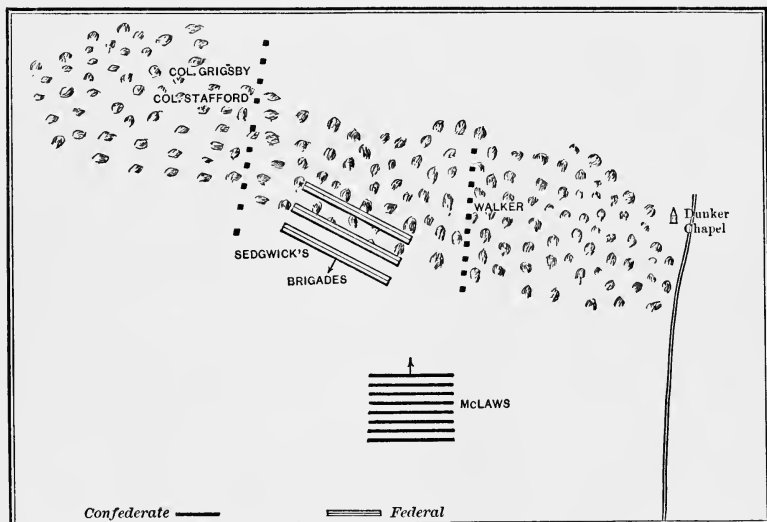 COL. GRIGSBY
COL. STAFFORD
WALKER
Dunker
Chapel
SEDGWICK'S
BRIGADES
McLAWS
Confederate
Federal